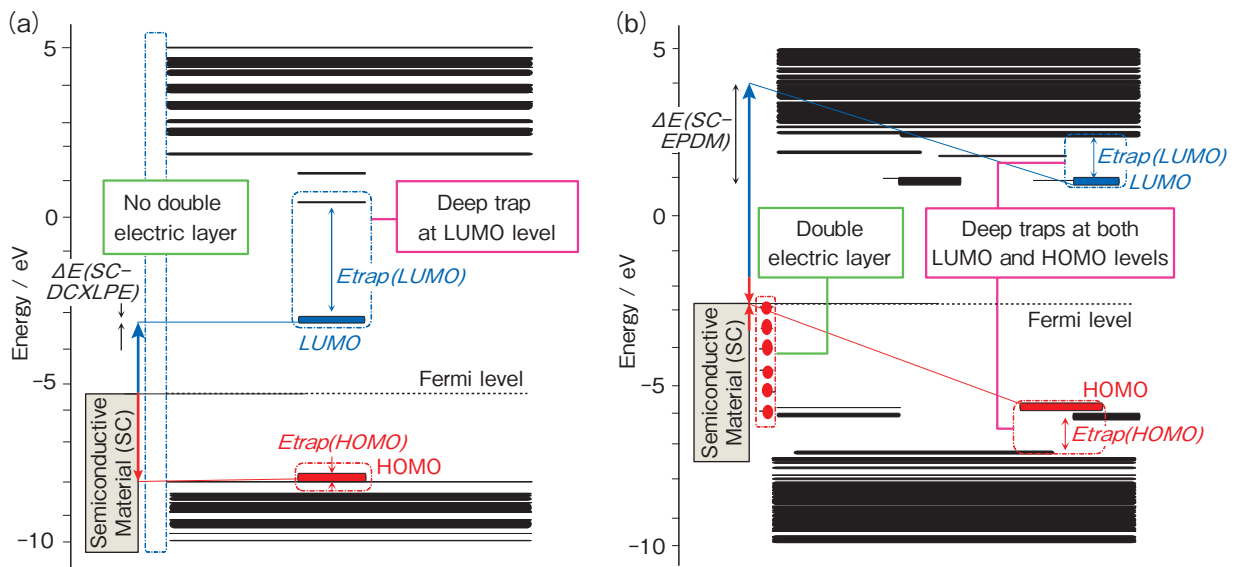 (a)
Energy / eV
5
0
-5
-10
No double
electric layer
Deep trap
at LUMO level
ΔE(SC-
DCXLPE)
Etrap(LUMO)
LUMO
Fermi level
Semiconductive
Material (SC)
Etrap(HOMO)
HOMO
(b)
Energy / eV
5
0
-5
-10
ΔE(SC-
EPDM)
Etrap(LUMO)
LUMO
Double
electric layer
Deep traps at both
LUMO and HOMO levels
Fermi level
Semiconductive
Material (SC)
HOMO
Etrap(HOMO)